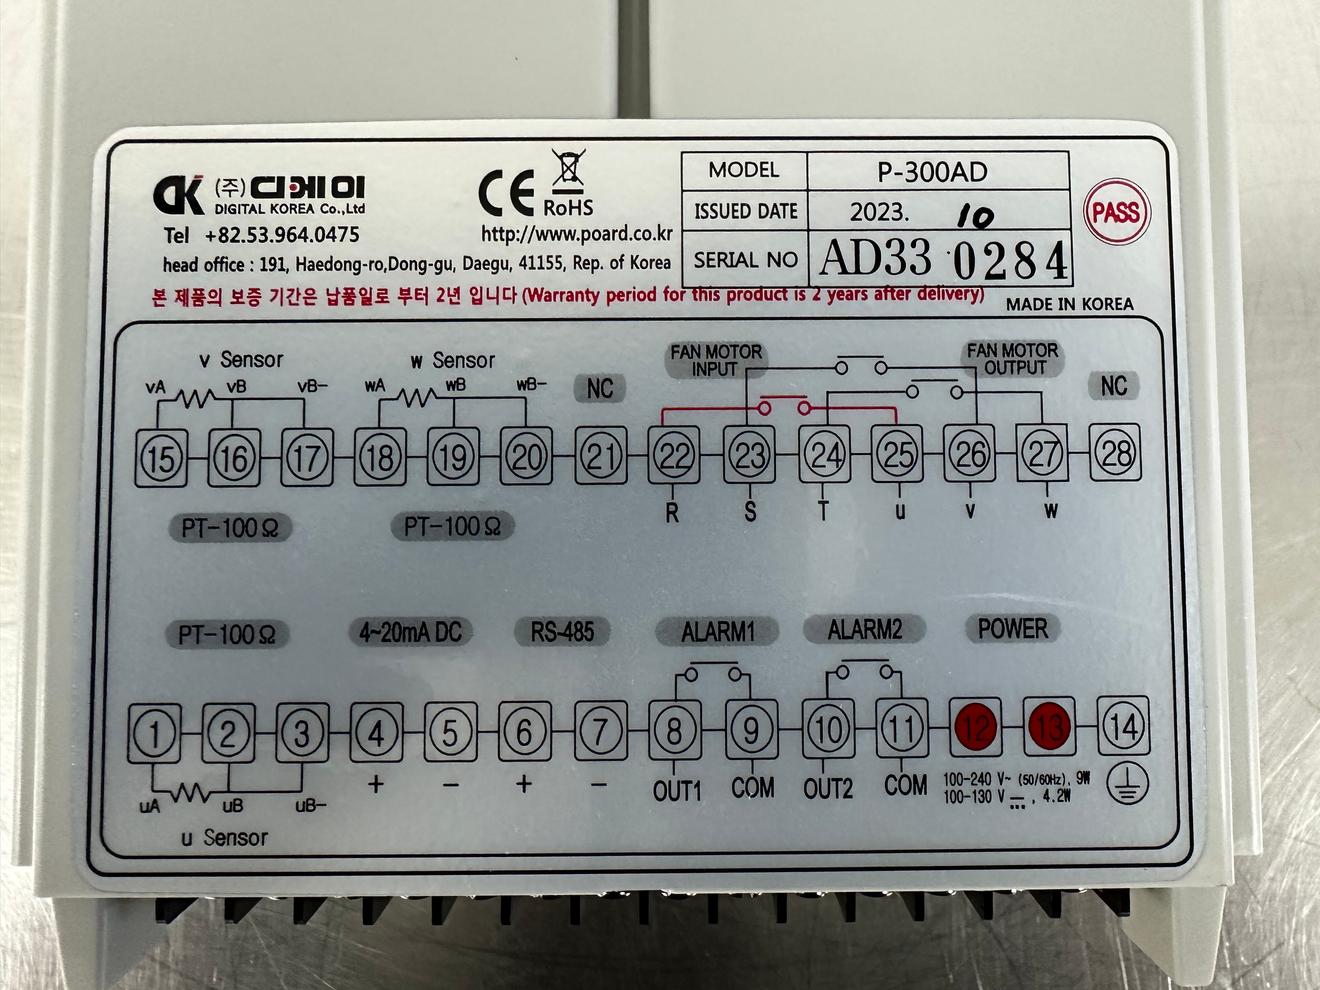 DK (주)디케이
DIGITAL KOREA Co.,Ltd
Tel +82.53.964.0475
CE RoHS
http://www.poard.co.kr
head office : 191, Haedong-ro,Dong-gu, Daegu, 41155, Rep. of Korea
MODEL P-300AD
ISSUED DATE 2023. 10
SERIAL NO AD33 0284
PASS
본 제품의 보증 기간은 납품일로 부터 2년 입니다 (Warranty period for this product is 2 years after delivery)
MADE IN KOREA
v Sensor w Sensor FAN MOTOR INPUT FAN MOTOR OUTPUT
vA vB vB- wA wB wB- NC NC
15 16 17 18 19 20 21 22 23 24 25 26 27 28
R S T u v w
PT-100Ω PT-100Ω
PT-100Ω 4~20mA DC RS-485 ALARM1 ALARM2 POWER
1 2 3 4 5 6 7 8 9 10 11 12 13 14
+ - + - OUT1 COM OUT2 COM
100-240 V~ (50/60Hz), 9W
100-130 V ⎓, 4.2W
uA uB uB-
u Sensor